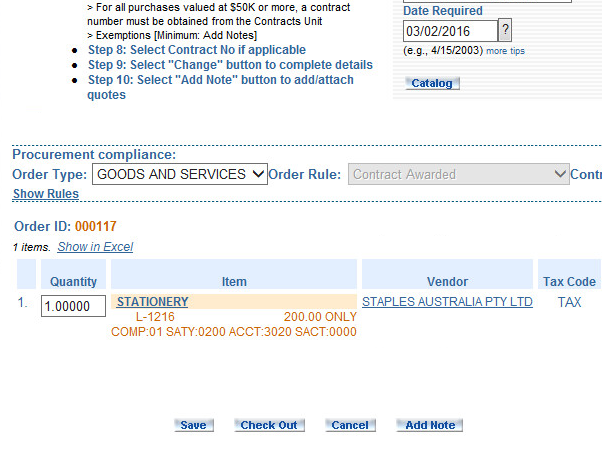 > For all purchases valued at $50K or more, a contract
number must be obtained from the Contracts Unit
> Exemptions [Minimum: Add Notes]
Step 8: Select Contract No if applicable
Step 9: Select "Change" button to complete details
Step 10: Select "Add Note" button to add/attach
quotes
Date Required
03/02/2016 ?
(e.g., 4/15/2003) more tips
Catalog
Procurement compliance:
Order Type: GOODS AND SERVICES Order Rule: Contract Awarded Contr
Show Rules
Order ID: 000117
1 items. Show in Excel
Quantity Item Vendor Tax Code
1. 1.00000 STATIONERY STAPLES AUSTRALIA PTY LTD TAX
L-1216 200.00 ONLY
COMP:01 SATY:0200 ACCT:3020 SACT:0000
Save Check Out Cancel Add Note